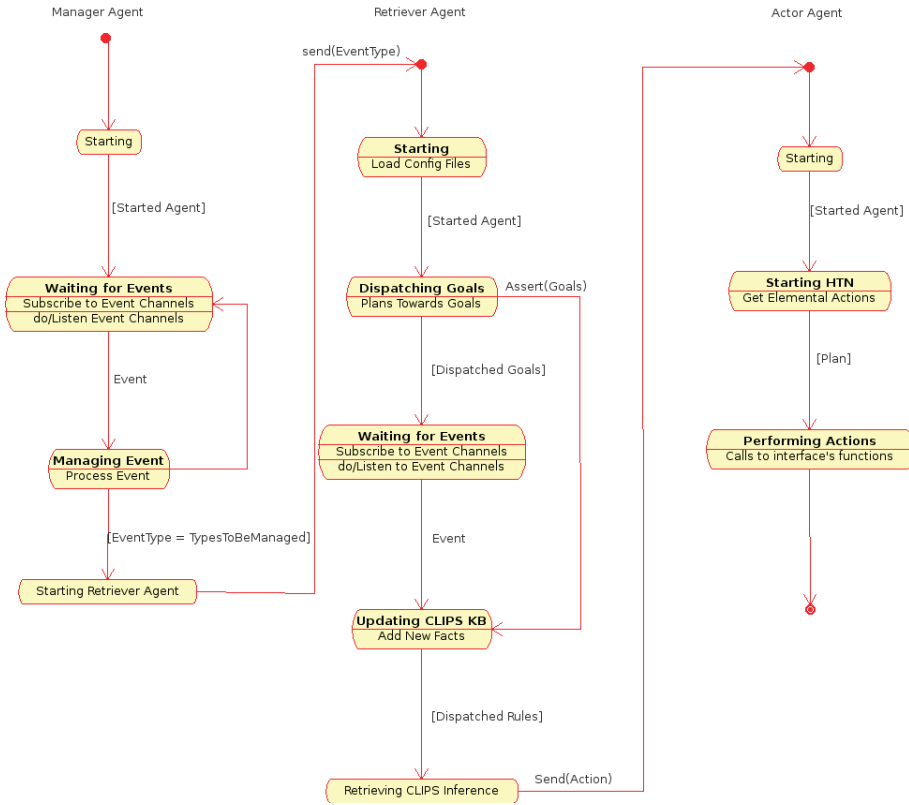 Manager Agent
Starting
[Started Agent]
Waiting for Events
Subscribe to Event Channels
do/Listen Event Channels
Event
Managing Event
Process Event
[EventType = TypesToBeManaged]
Starting Retriever Agent
Retriever Agent
send(EventType)
Starting
Load Config Files
[Started Agent]
Dispatching Goals
Plans Towards Goals
Assert(Goals)
[Dispatched Goals]
Waiting for Events
Subscribe to Event Channels
do/Listen to Event Channels
Event
Updating CLIPS KB
Add New Facts
[Dispatched Rules]
Retrieving CLIPS Inference
Send(Action)
Actor Agent
Starting
[Started Agent]
Starting HTN
Get Elemental Actions
[Plan]
Performing Actions
Calls to interface's functions